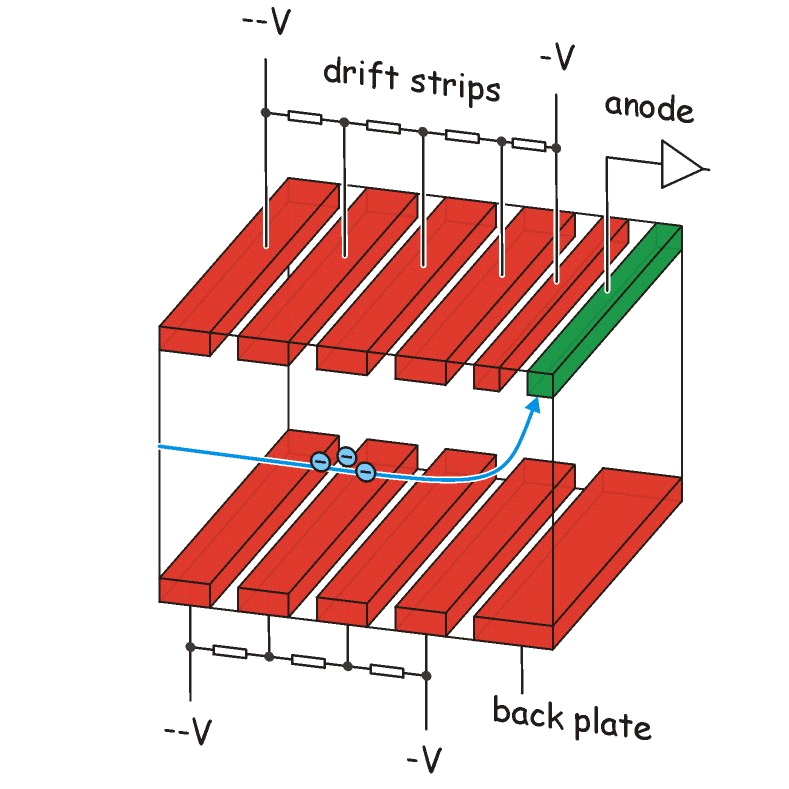 --V
-V
drift strips
anode
--V
-V
back plate